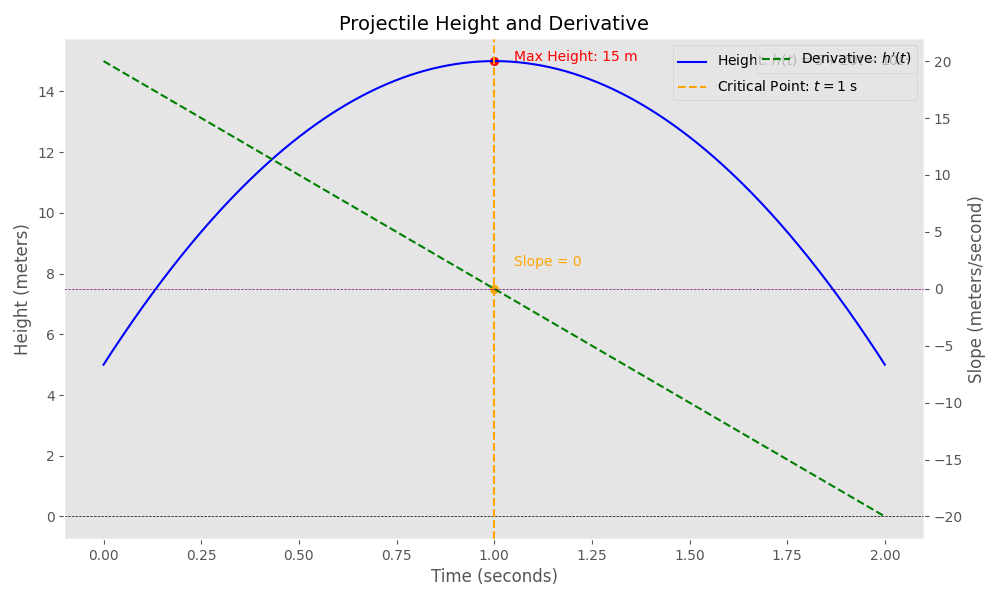 Projectile Height and Derivative
Max Height: 15 m
Height:
Derivative: h′(t)
Critical Point: t = 1 s
Slope = 0
14
12
10
8
6
4
2
0
Height (meters)
20
15
10
5
0
−5
−10
−15
−20
Slope (meters/second)
0.00 0.25 0.50 0.75 1.00 1.25 1.50 1.75 2.00
Time (seconds)